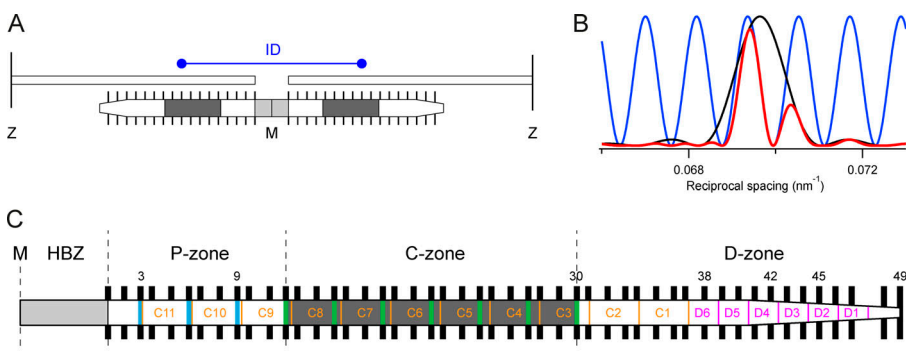 A
ID
Z
M
Z
B
0.068
0.072
Reciprocal spacing (nm⁻¹)
C
M HBZ P-zone C-zone D-zone
3 9 30 38 42 45 49
C11 C10 C9 C8 C7 C6 C5 C4 C3 C2 C1 D6 D5 D4 D3 D2 D1